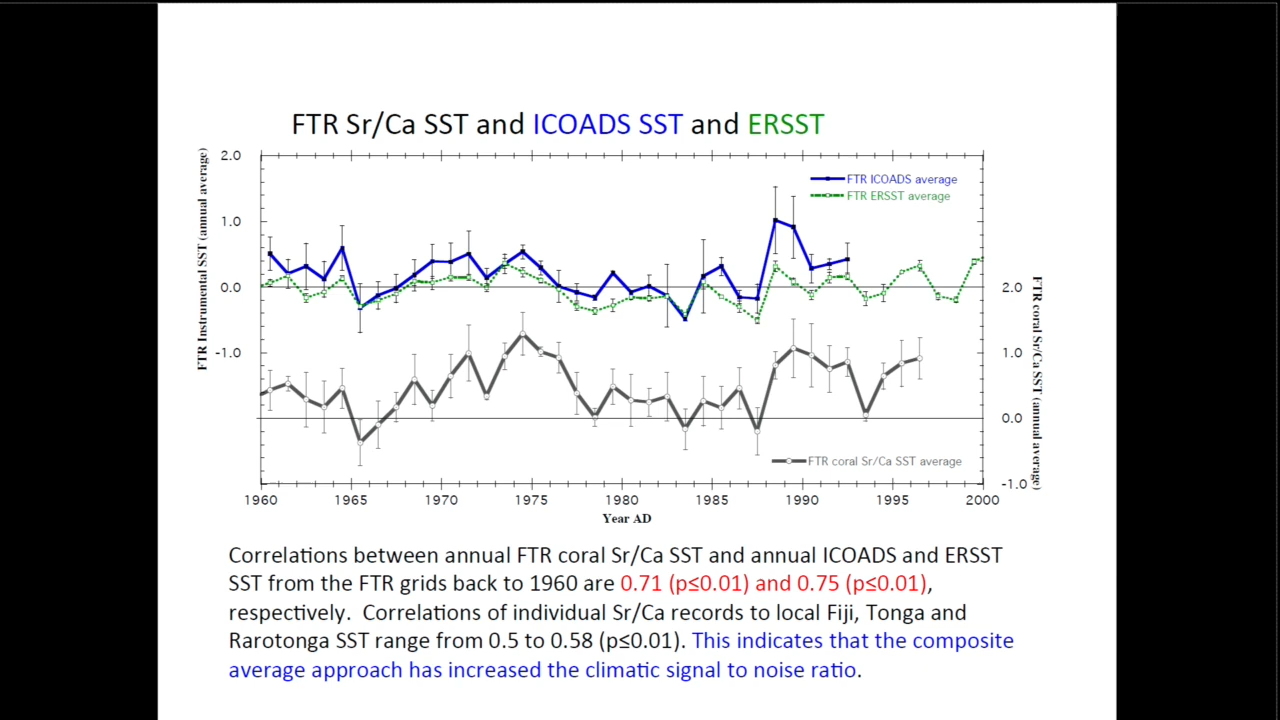 FTR Sr/Ca SST and ICOADS SST and ERSST
FTR Instrumental SST (annual average)
2.0
1.0
0.0
-1.0
FTR ICOADS average
FTR ERSST average
2.0
1.0
0.0
-1.0
FTR coral Sr/Ca SST (annual average)
FTR coral Sr/Ca SST average
1960 1965 1970 1975 1980 1985 1990 1995 2000
Year AD
Correlations between annual FTR coral Sr/Ca SST and annual ICOADS and ERSST
SST from the FTR grids back to 1960 are 0.71 (p≤0.01) and 0.75 (p≤0.01),
respectively. Correlations of individual Sr/Ca records to local Fiji, Tonga and
Rarotonga SST range from 0.5 to 0.58 (p≤0.01). This indicates that the composite
average approach has increased the climatic signal to noise ratio.